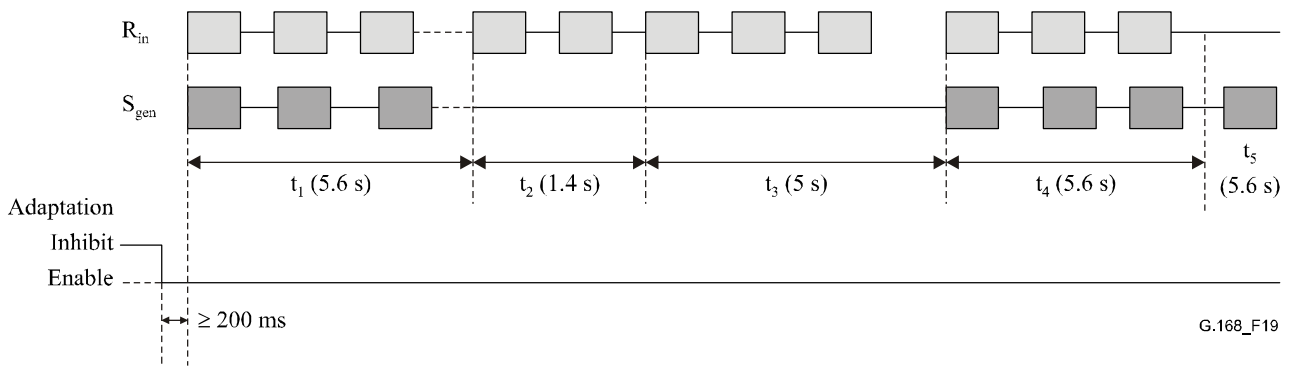 R_in
S_gen
t_1 (5.6 s)
t_2 (1.4 s)
t_3 (5 s)
t_4 (5.6 s)
t_5
(5.6 s)
Adaptation
Inhibit
Enable
≥ 200 ms
G.168_F19